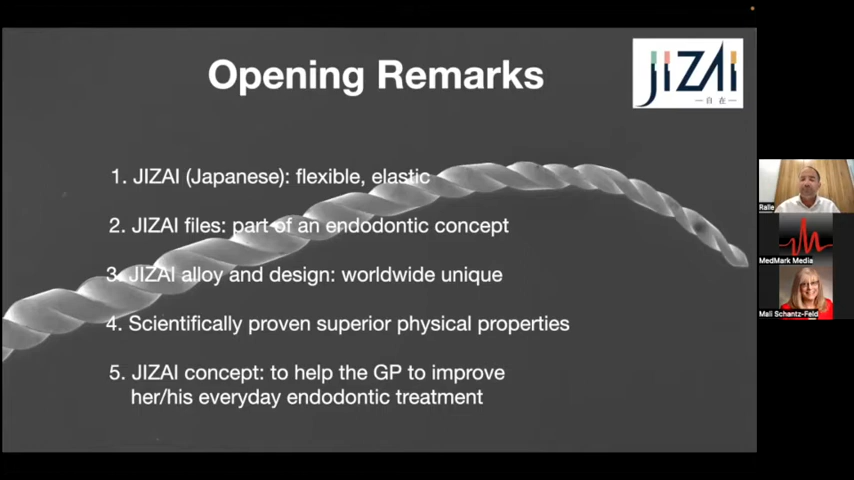 Opening Remarks
JIZAI
自在
1. JIZAI (Japanese): flexible, elastic
2. JIZAI files: part of an endodontic concept
3. JIZAI alloy and design: worldwide unique
4. Scientifically proven superior physical properties
5. JIZAI concept: to help the GP to improve
her/his everyday endodontic treatment
Ralie
MedMark Media
Mali Schantz-Feld